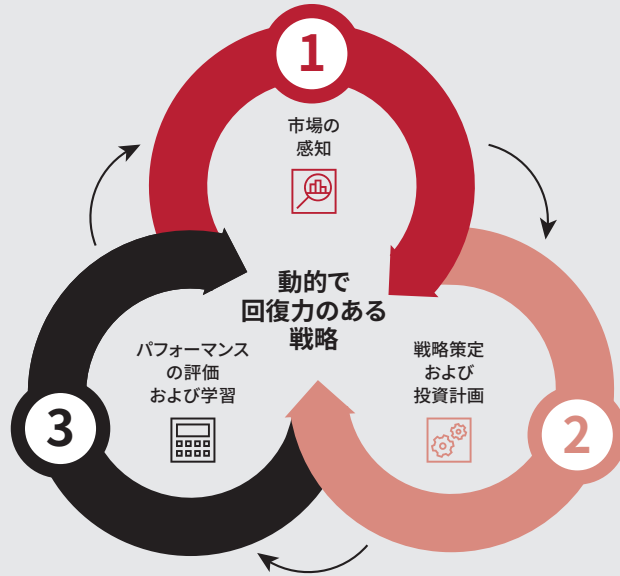 1
市場の
感知
動的で
回復力のある
戦略
戦略策定
および
投資計画
2
パフォーマンス
の評価
および学習
3